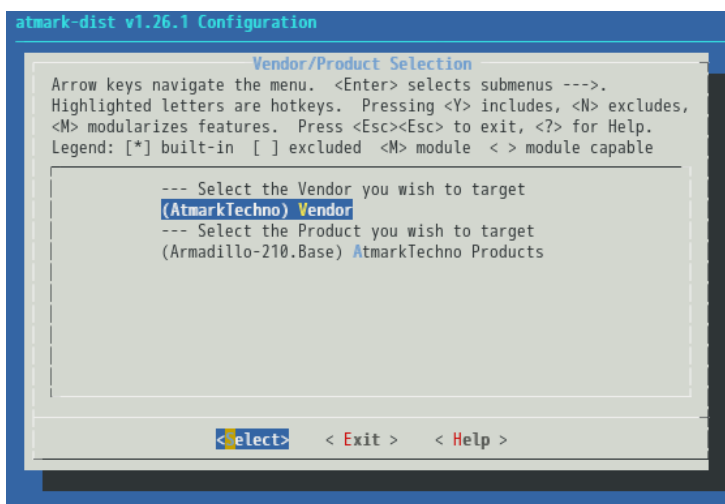 atmark-dist v1.26.1 Configuration
Vendor/Product Selection
Arrow keys navigate the menu. <Enter> selects submenus --->.
Highlighted letters are hotkeys. Pressing <Y> includes, <N> excludes,
<M> modularizes features. Press <Esc><Esc> to exit, <?> for Help.
Legend: [*] built-in [ ] excluded <M> module < > module capable
--- Select the Vendor you wish to target
(AtmarkTechno) Vendor
--- Select the Product you wish to target
(Armadillo-210.Base) AtmarkTechno Products
<Select> < Exit > < Help >